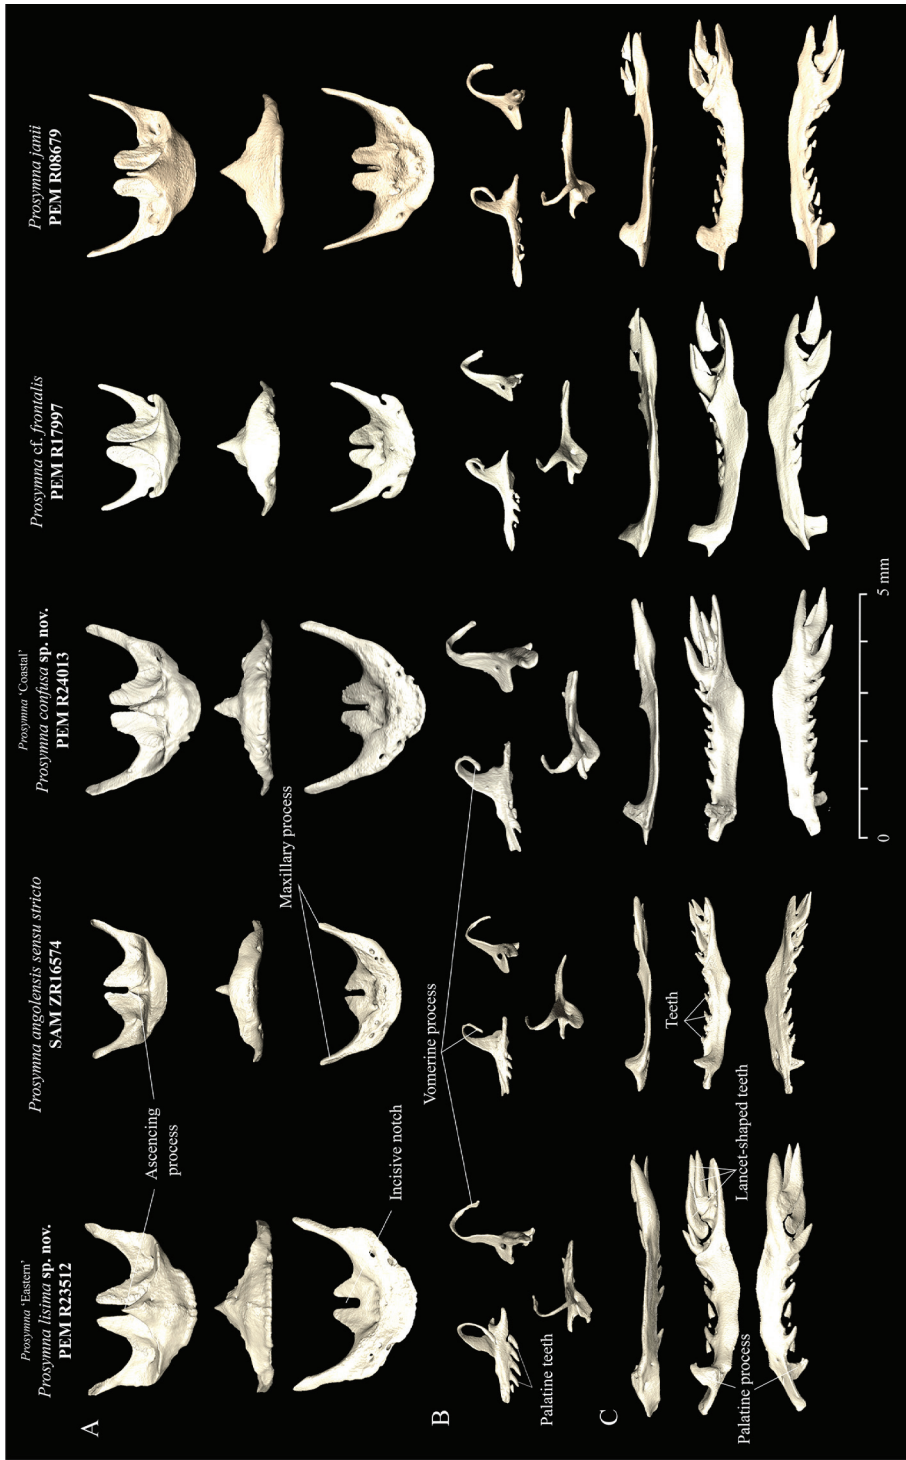 Prosymna 'Eastern'
Prosymna lisima sp. nov.
PEM R23512
Prosymna angolensis sensu stricto
SAM ZR16574
Prosymna 'Coastal'
Prosymna confusa sp. nov.
PEM R24013
Prosymna cf. frontalis
PEM R17997
Prosymna janii
PEM R08679
A
Ascencing
process
Maxillary process
Incisive notch
B
Vomerine process
Palatine teeth
C
Teeth
Lancet-shaped teeth
Palatine process
0
5 mm